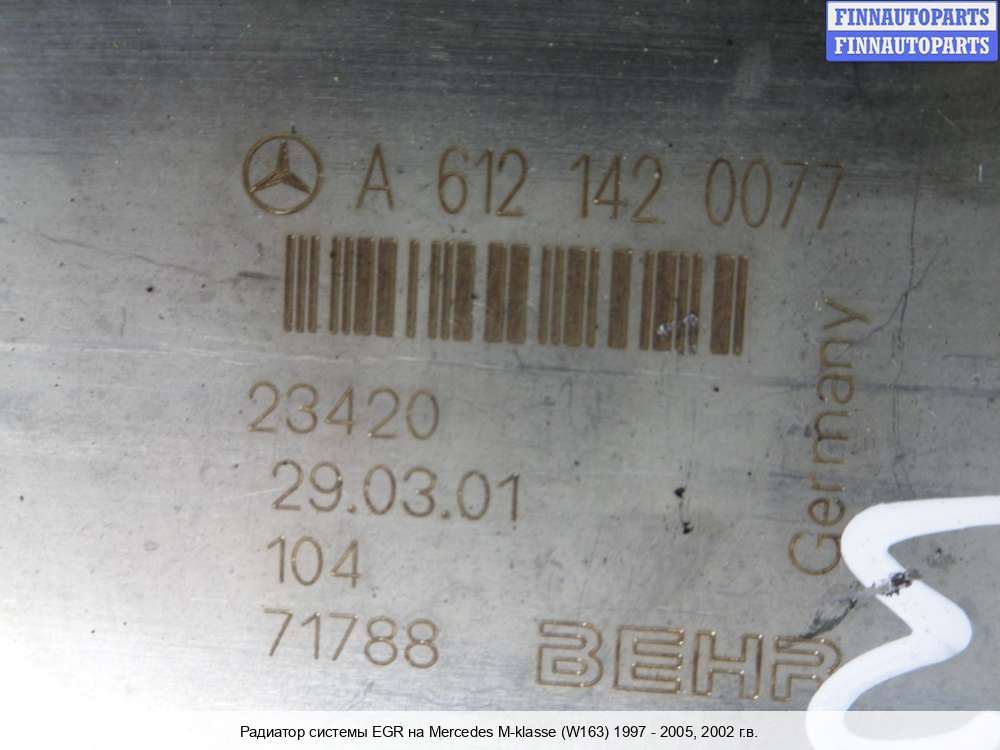 FINNAUTOPARTS
FINNAUTOPARTS
A 612 142 0077
23420
29.03.01
104
71788
Germany
BEHR
Радиатор системы EGR на Mercedes M-klasse (W163) 1997 - 2005, 2002 г.в.